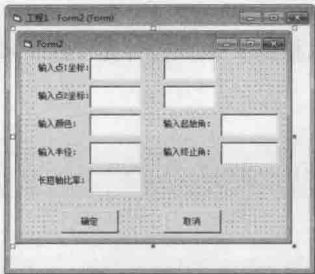 工程1 - Form2 (Form)
Form2
输入点1坐标:
输入点2坐标:
输入颜色: 输入起始角:
输入半径: 输入终止角:
长短轴比率:
确定 取消